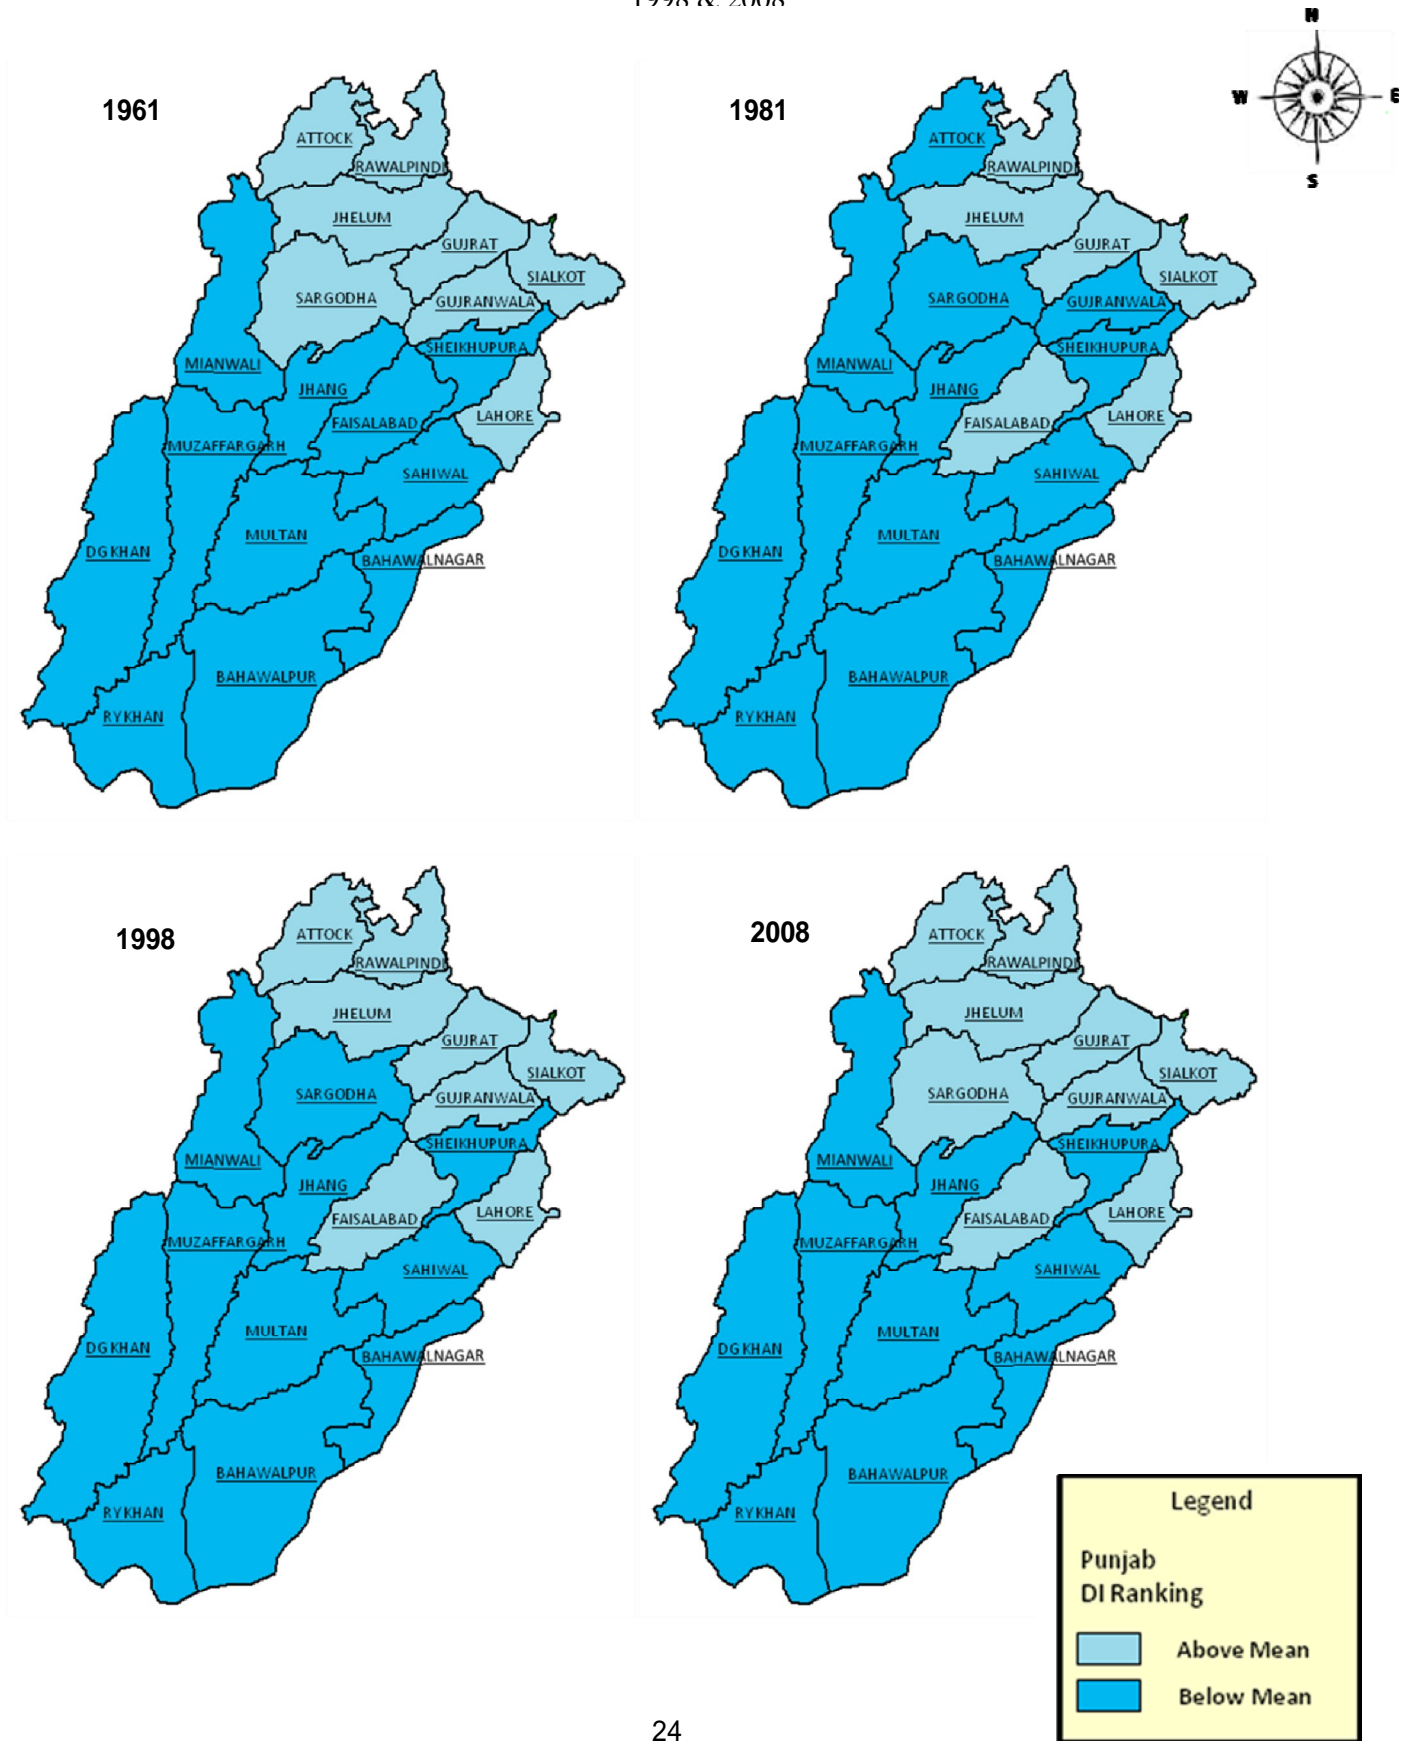 1998 & 2008
N
W
E
S
1961
ATTOCK
RAWALPINDI
JHELUM
GUJRAT
SIALKOT
SARGODHA
GUJRANWALA
SHEIKHUPURA
MIANWALI
JHANG
LAHORE
FAISALABAD
MUZAFFARGARH
SAHIWAL
MULTAN
DG KHAN
BAHAWALNAGAR
BAHAWALPUR
RY KHAN
1981
ATTOCK
RAWALPINDI
JHELUM
GUJRAT
SIALKOT
SARGODHA
GUJRANWALA
SHEIKHUPURA
MIANWALI
JHANG
LAHORE
FAISALABAD
MUZAFFARGARH
SAHIWAL
MULTAN
DG KHAN
BAHAWALNAGAR
BAHAWALPUR
RY KHAN
1998
ATTOCK
RAWALPINDI
JHELUM
GUJRAT
SIALKOT
SARGODHA
GUJRANWALA
SHEIKHUPURA
MIANWALI
JHANG
LAHORE
FAISALABAD
MUZAFFARGARH
SAHIWAL
MULTAN
DG KHAN
BAHAWALNAGAR
BAHAWALPUR
RY KHAN
2008
ATTOCK
RAWALPINDI
JHELUM
GUJRAT
SIALKOT
SARGODHA
GUJRANWALA
SHEIKHUPURA
MIANWALI
JHANG
LAHORE
FAISALABAD
MUZAFFARGARH
SAHIWAL
MULTAN
DG KHAN
BAHAWALNAGAR
BAHAWALPUR
RY KHAN
Legend
Punjab
DI Ranking
Above Mean
Below Mean
24